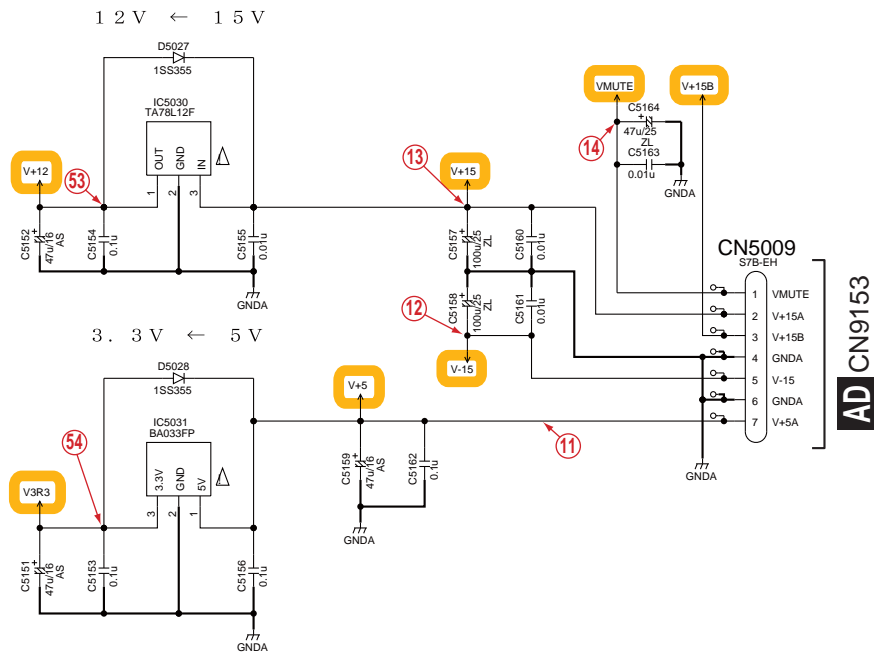 12V ← 15V
D5027
1SS355
IC5030
TA78L12F
OUT
GND
IN
1
2
3
V+12
53
C5152
+
47u/16
AS
C5154
0.1u
C5155
0.01u
GNDA
13
V+15
C5157
+
100u/25
ZL
C5160
0.01u
C5158
+
100u/25
ZL
C5161
0.01u
12
V-15
VMUTE
V+15B
14
C5164
+
47u/25
ZL
C5163
0.01u
GNDA
CN5009
S7B-EH
1 VMUTE
2 V+15A
3 V+15B
4 GNDA
5 V-15
6 GNDA
7 V+5A
GNDA
AD CN9153
3.3V ← 5V
D5028
1SS355
IC5031
BA033FP
3.3V
GND
5V
3
2
1
V3R3
54
C5151
+
47u/16
AS
C5153
0.1u
C5156
0.1u
GNDA
V+5
C5159
+
47u/16
AS
C5162
0.1u
GNDA
11